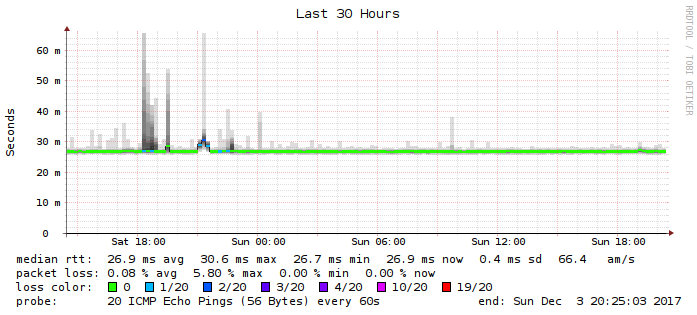 Last 30 Hours
RRDTOOL / TOBI OETIKER
Seconds
60 m
50 m
40 m
30 m
20 m
10 m
0
Sat 18:00 Sun 00:00 Sun 06:00 Sun 12:00 Sun 18:00
median rtt: 26.9 ms avg 30.6 ms max 26.7 ms min 26.9 ms now 0.4 ms sd 66.4 am/s
packet loss: 0.08 % avg 5.80 % max 0.00 % min 0.00 % now
loss color: 0 1/20 2/20 3/20 4/20 10/20 19/20
probe: 20 ICMP Echo Pings (56 Bytes) every 60s end: Sun Dec 3 20:25:03 2017